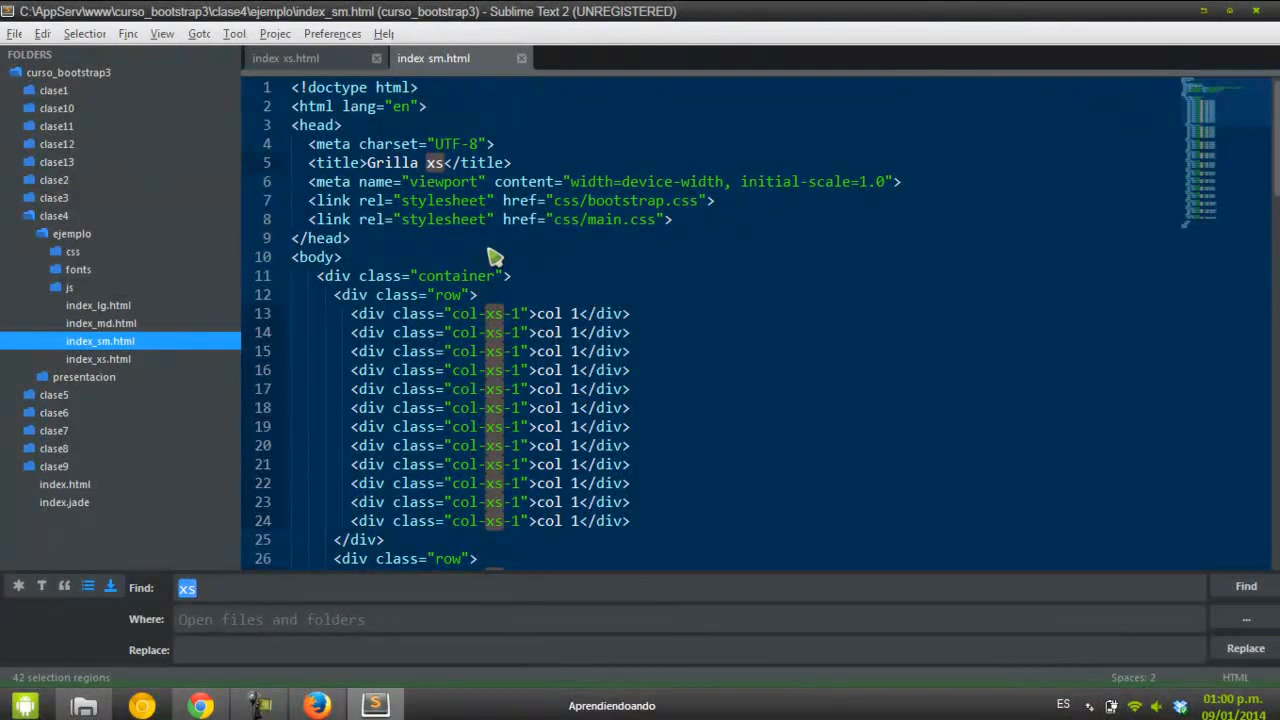 C:\AppServ\www\curso_bootstrap3\clase4\ejemplo\index_sm.html (curso_bootstrap3) - Sublime Text 2 (UNREGISTERED)
File Edi Selection Finc View Goto Tool Projec Preferences Help
FOLDERS
curso_bootstrap3
clase1
clase10
clase11
clase12
clase13
clase2
clase3
clase4
ejemplo
css
fonts
js
index_lg.html
index_md.html
index_sm.html
index_xs.html
presentacion
clase5
clase6
clase7
clase8
clase9
index.html
index.jade
index xs.html
index sm.html
1 <!doctype html>
2 <html lang="en">
3 <head>
4 <meta charset="UTF-8">
5 <title>Grilla xs</title>
6 <meta name="viewport" content="width=device-width, initial-scale=1.0">
7 <link rel="stylesheet" href="css/bootstrap.css">
8 <link rel="stylesheet" href="css/main.css">
9 </head>
10 <body>
11 <div class="container">
12 <div class="row">
13 <div class="col-xs-1">col 1</div>
14 <div class="col-xs-1">col 1</div>
15 <div class="col-xs-1">col 1</div>
16 <div class="col-xs-1">col 1</div>
17 <div class="col-xs-1">col 1</div>
18 <div class="col-xs-1">col 1</div>
19 <div class="col-xs-1">col 1</div>
20 <div class="col-xs-1">col 1</div>
21 <div class="col-xs-1">col 1</div>
22 <div class="col-xs-1">col 1</div>
23 <div class="col-xs-1">col 1</div>
24 <div class="col-xs-1">col 1</div>
25 </div>
26 <div class="row">
Find: xs Find
Where: Open files and folders ...
Replace: Replace
42 selection regions Spaces: 2 HTML
Aprendiendoando
ES
01:00 p.m.
09/01/2014